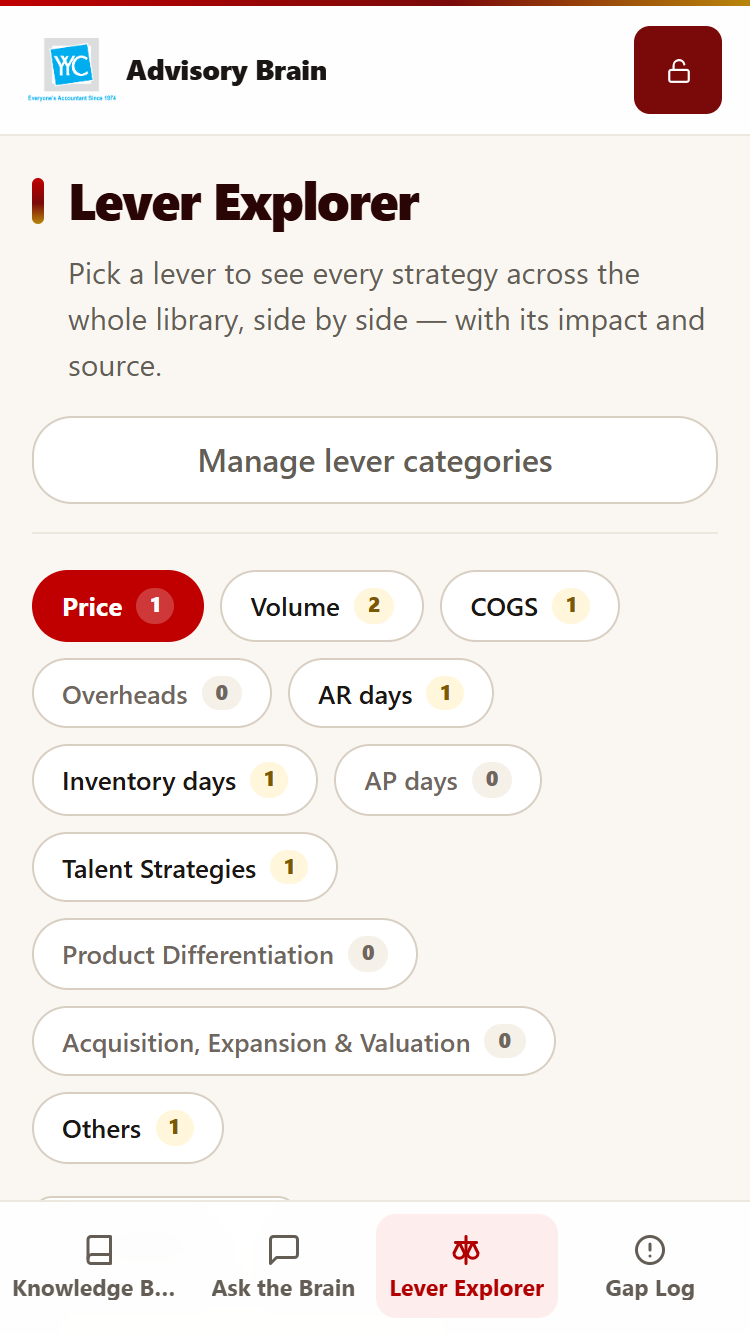 YYC
Everyone's Accountant Since 1974
Advisory Brain
Lever Explorer
Pick a lever to see every strategy across the
whole library, side by side — with its impact and
source.
Manage lever categories
Price 1
Volume 2
COGS 1
Overheads 0
AR days 1
Inventory days 1
AP days 0
Talent Strategies 1
Product Differentiation 0
Acquisition, Expansion & Valuation 0
Others 1
Knowledge B...
Ask the Brain
Lever Explorer
Gap Log